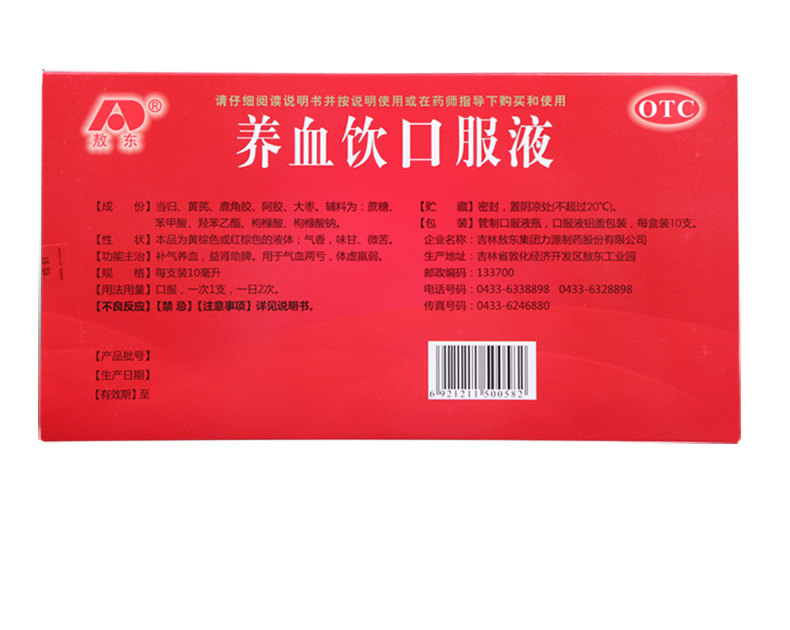 请仔细阅读说明书并按说明使用或在药师指导下购买和使用
敖东
®
OTC
养血饮口服液
【成 份】当归、黄芪、鹿角胶、阿胶、大枣。辅料为：蔗糖、
苯甲酸、羟苯乙酯、枸橼酸、枸橼酸钠。
【性 状】本品为黄棕色或红棕色的液体；气香，味甘、微苦。
【功能主治】补气养血，益肾助脾。用于气血两亏，体虚羸弱。
【规 格】每支装10毫升
【用法用量】口服，一次1支，一日2次。
【不良反应】【禁 忌】【注意事项】详见说明书。
【产品批号】
【生产日期】
【有效期】至
【贮 藏】密封，置阴凉处(不超过20℃)。
【包 装】管制口服液瓶，口服液铝盖包装，每盒装10支。
企业名称：吉林敖东集团力源制药股份有限公司
生产地址：吉林省敦化经济开发区敖东工业园
邮政编码：133700
电话号码：0433-6338898 0433-6328898
传真号码：0433-6246880
6 921211 500582